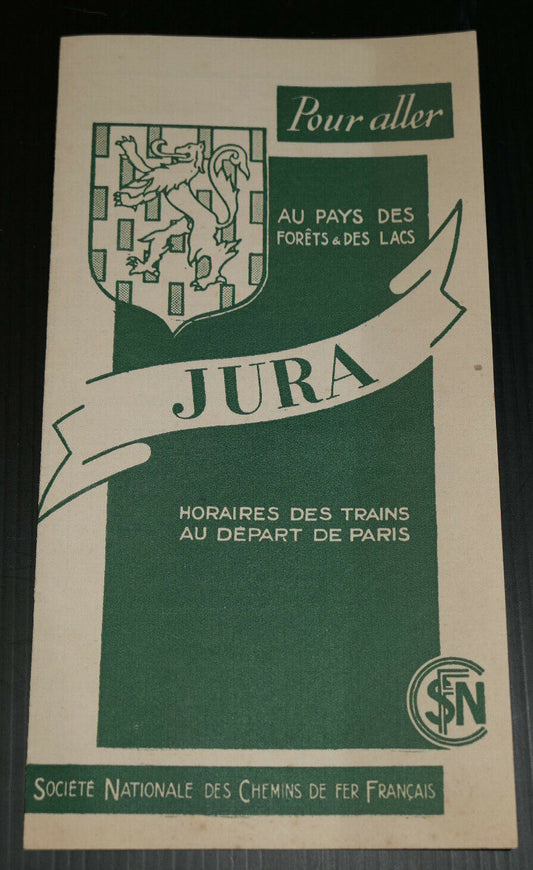 Pour aller
AU PAYS DES
FORÊTS & DES LACS
JURA
HORAIRES DES TRAINS
AU DÉPART DE PARIS
SNCF
SOCIÉTÉ NATIONALE DES CHEMINS DE FER FRANÇAIS